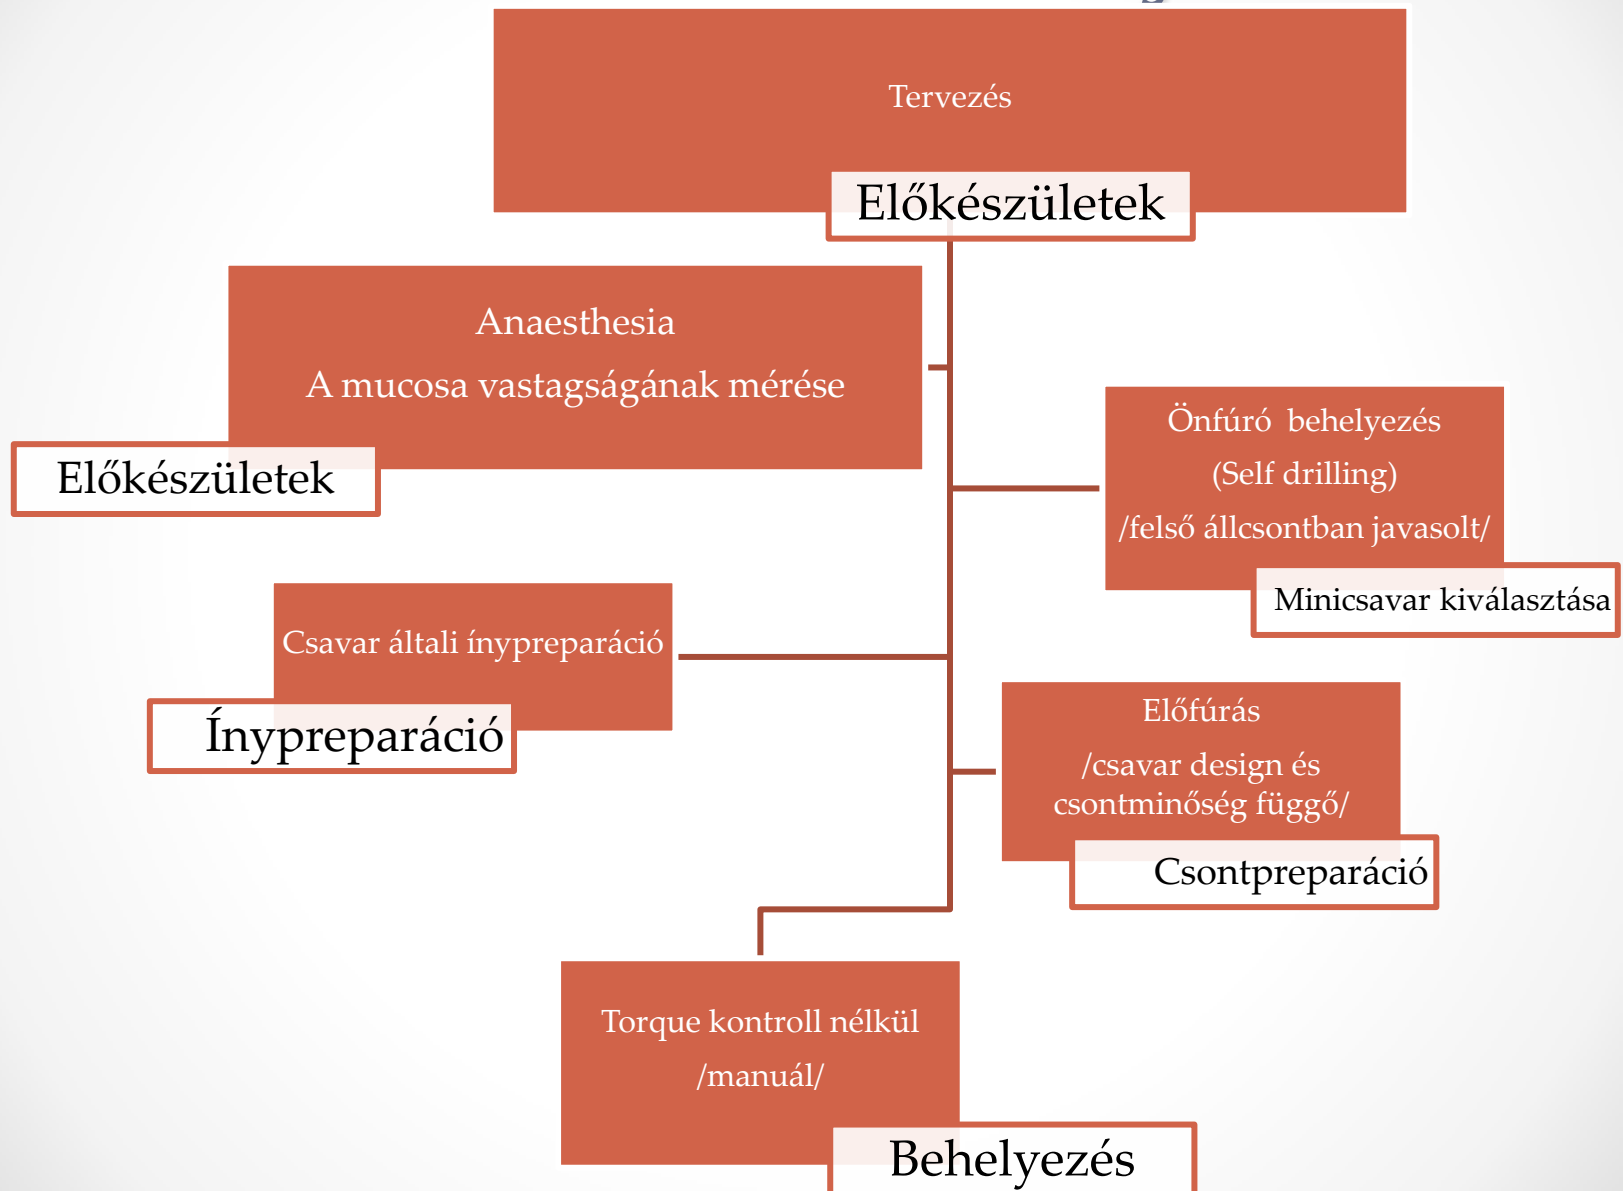 Tervezés
Előkészületek
Anaesthesia
A mucosa vastagságának mérése
Előkészületek
Önfúró behelyezés
(Self drilling)
/felső állcsontban javasolt/
Minicsavar kiválasztása
Csavar általi ínypreparáció
Ínypreparáció
Előfúrás
/csavar design és
csontminőség függő/
Csontpreparáció
Torque kontroll nélkül
/manuál/
Behelyezés